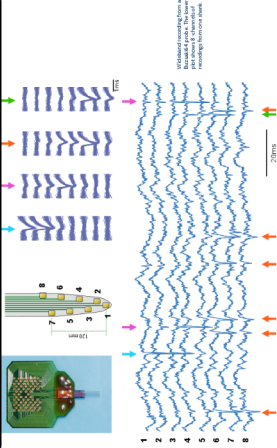 Wideband recording from a
Buzsaki64 probe. The lower
plot shows 8 channels of
recordings from one shank.
1ms
8
6
4
2
7
5
3
1
120 mm
1
2
3
4
5
6
7
8
20ms